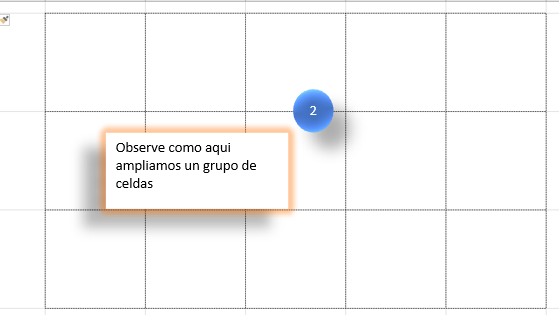 2
Observe como aqui
ampliamos un grupo de
celdas